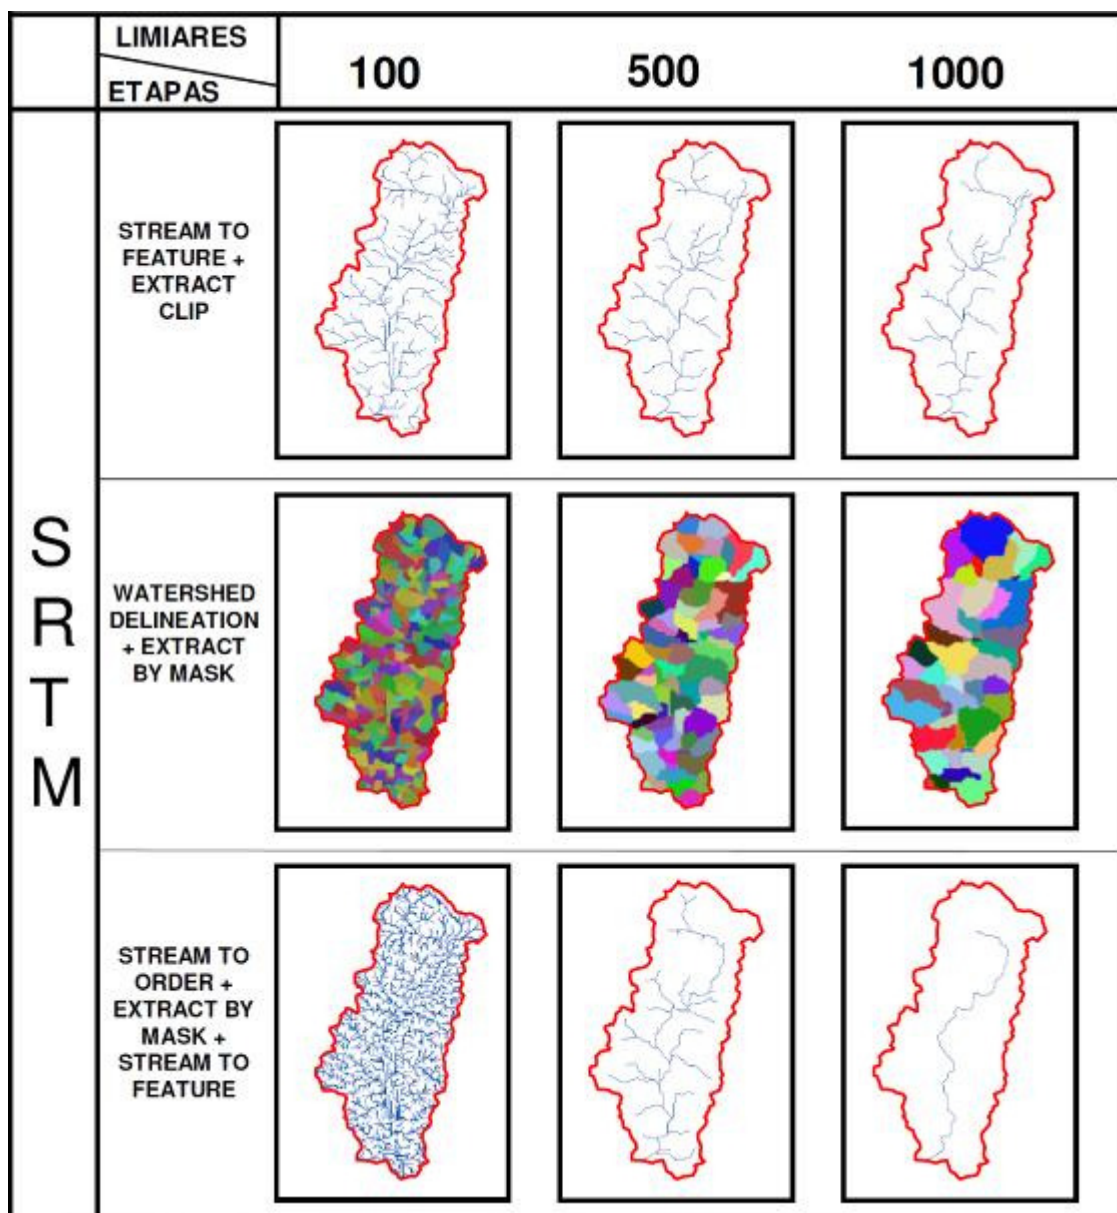 LIMIARES
ETAPAS
100
500
1000
SRTM
STREAM TO
FEATURE +
EXTRACT
CLIP
WATERSHED
DELINEATION
+ EXTRACT
BY MASK
STREAM TO
ORDER +
EXTRACT BY
MASK +
STREAM TO
FEATURE